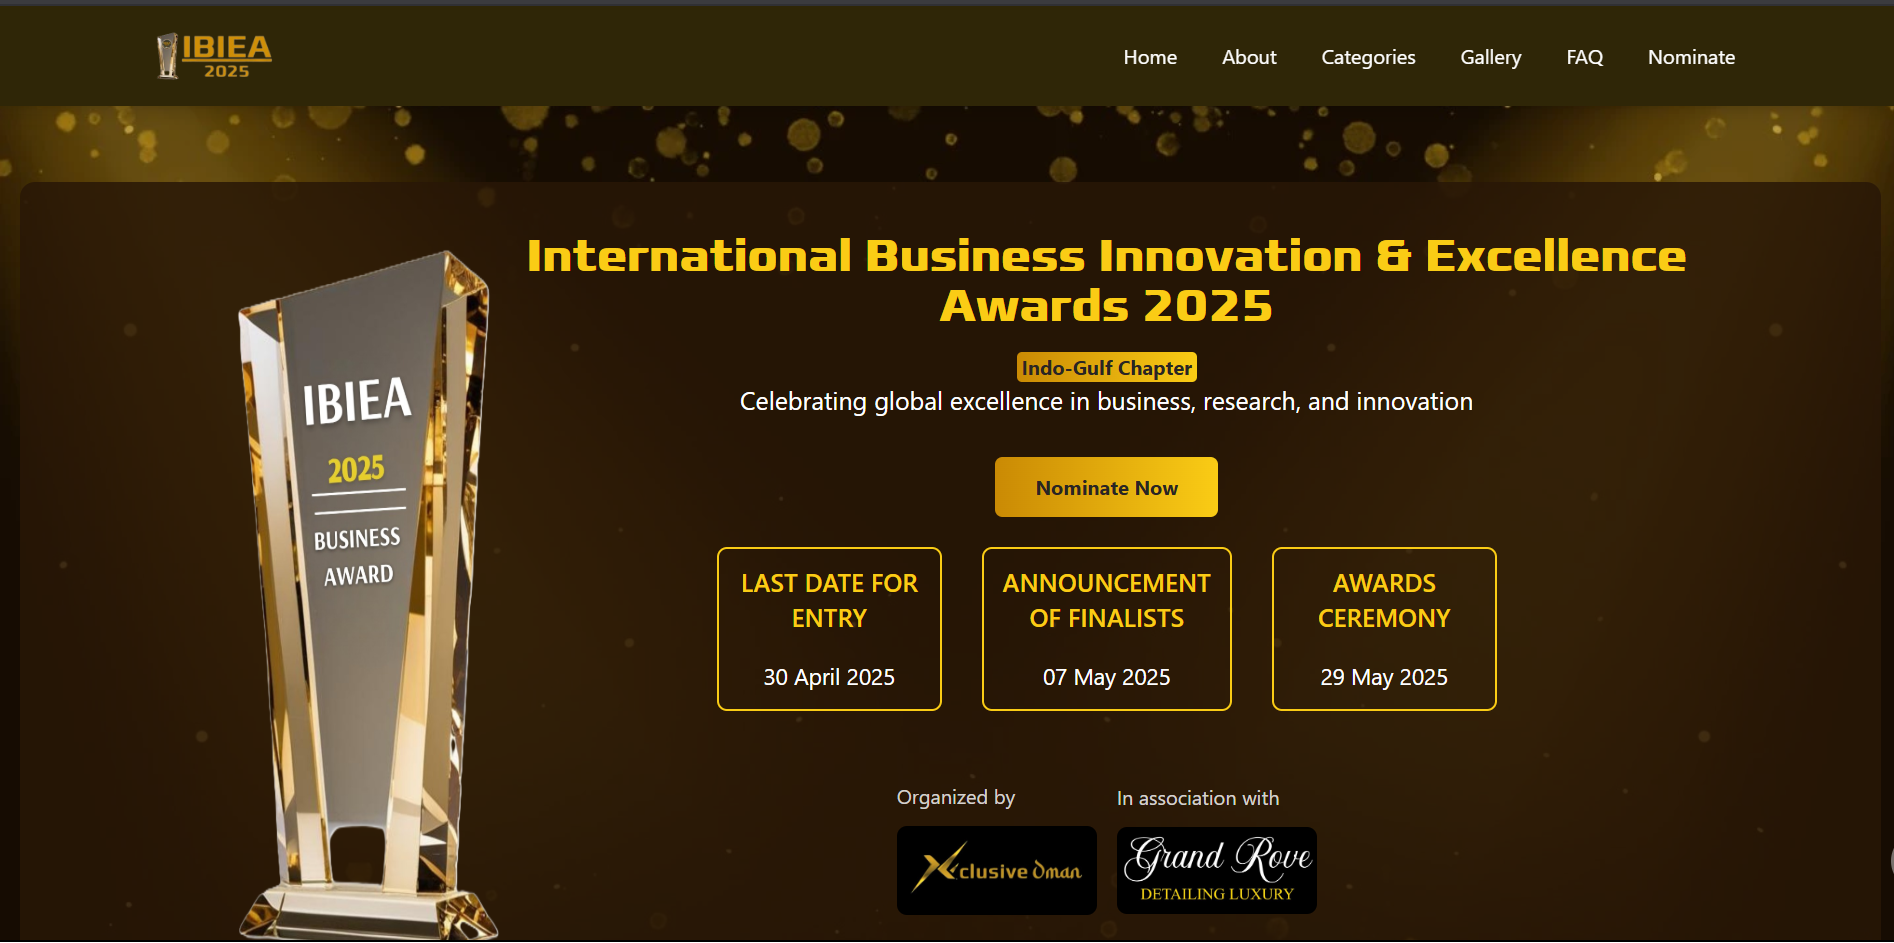 IBIEA
2025
Home
About
Categories
Gallery
FAQ
Nominate
International Business Innovation & Excellence
Awards 2025
Indo-Gulf Chapter
Celebrating global excellence in business, research, and innovation
Nominate Now
LAST DATE FOR
ENTRY
30 April 2025
ANNOUNCEMENT
OF FINALISTS
07 May 2025
AWARDS
CEREMONY
29 May 2025
IBIEA
2025
BUSINESS
AWARD
Organized by
Xclusive Oman
In association with
Grand Rove
DETAILING LUXURY